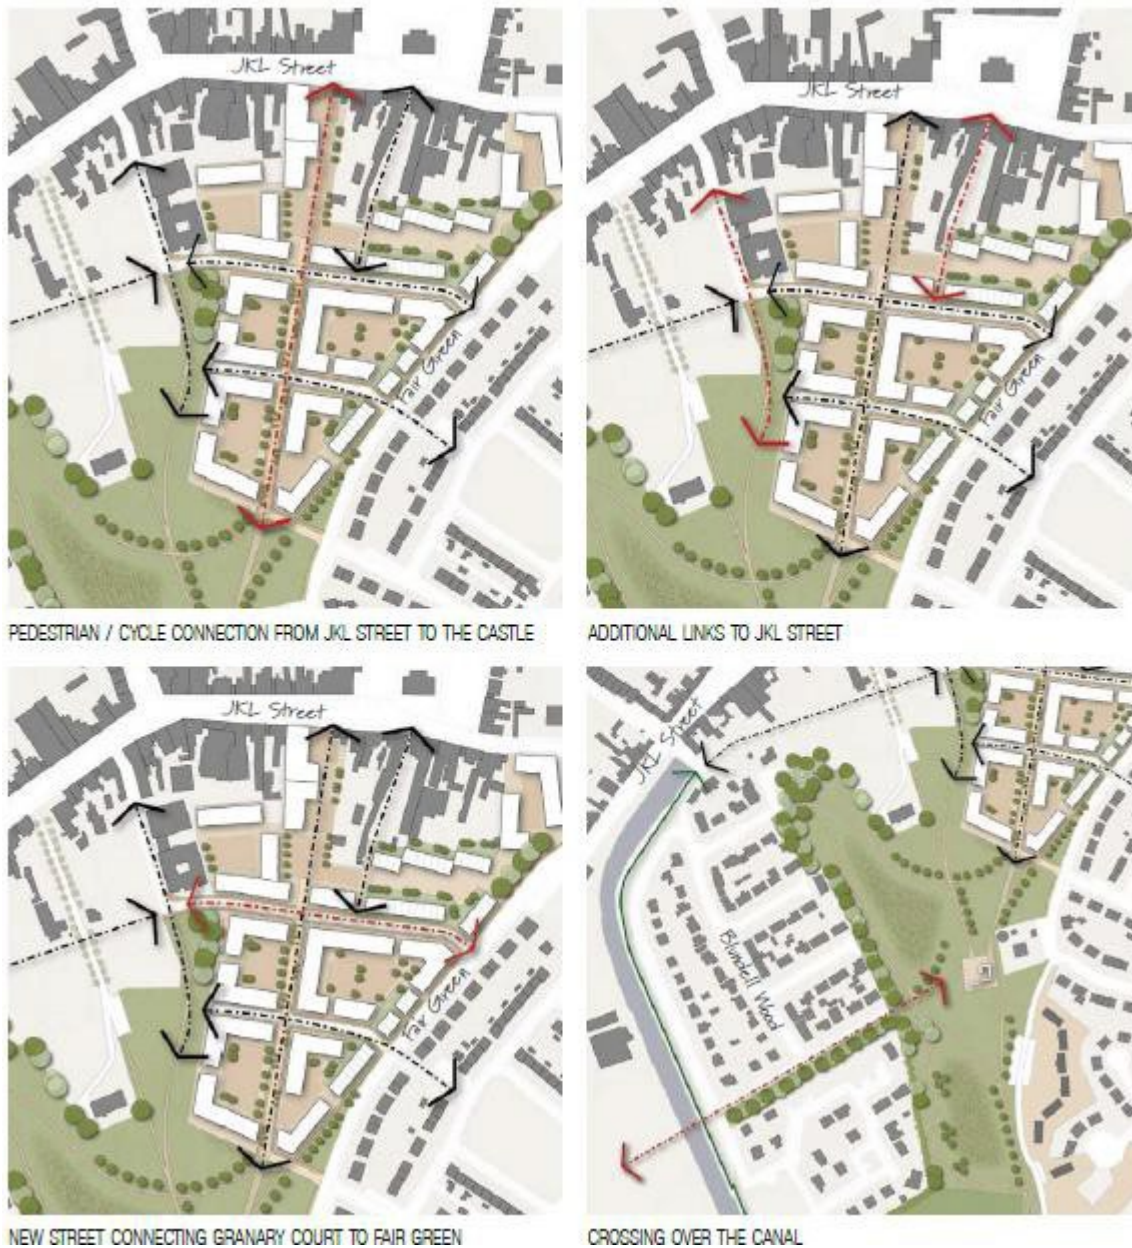 JKL Street
Fair Green
PEDESTRIAN / CYCLE CONNECTION FROM JKL STREET TO THE CASTLE
JKL Street
Fair Green
ADDITIONAL LINKS TO JKL STREET
JKL Street
Fair Green
NEW STREET CONNECTING GRANARY COURT TO FAIR GREEN
JKL Street
Blundell Wood
CROSSING OVER THE CANAL